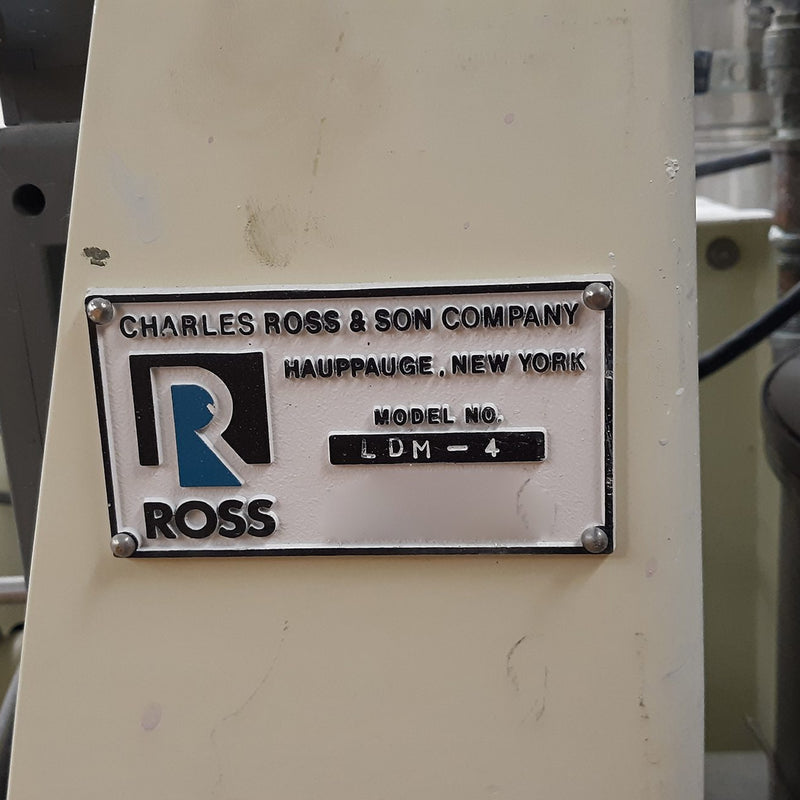 CHARLES ROSS & SON COMPANY
HAUPPAUGE, NEW YORK
MODEL NO.
LDM-4
R
ROSS